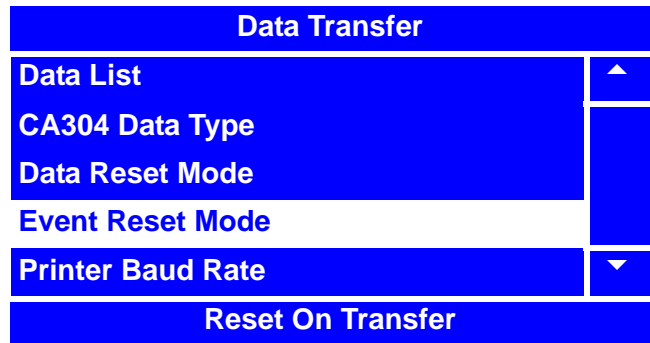 Data Transfer
Data List
CA304 Data Type
Data Reset Mode
Event Reset Mode
Printer Baud Rate
Reset On Transfer